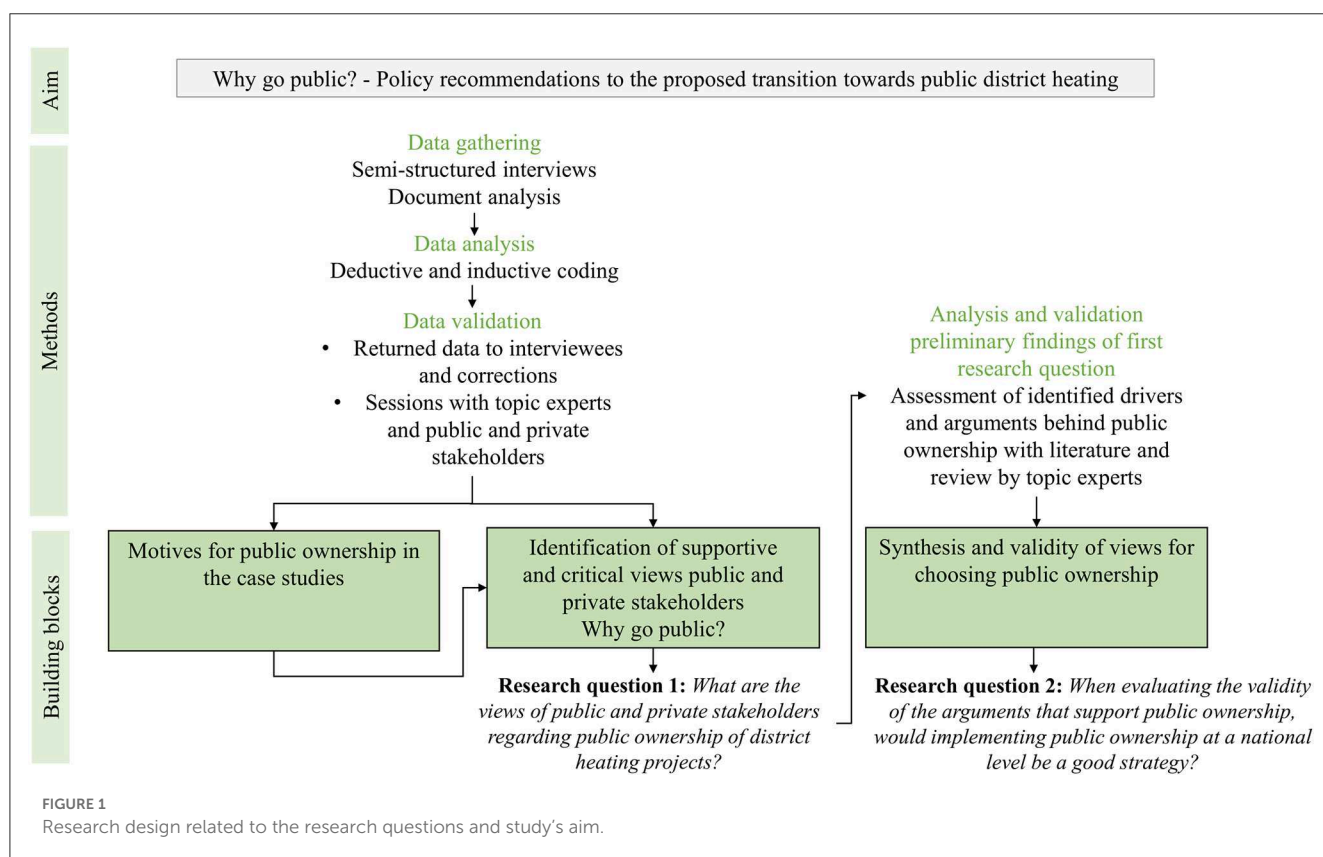 Aim
Why go public? - Policy recommendations to the proposed transition towards public district heating
Methods
Data gathering
Semi-structured interviews
Document analysis
Data analysis
Deductive and inductive coding
Data validation
• Returned data to interviewees
and corrections
• Sessions with topic experts
and public and private
stakeholders
Analysis and validation
preliminary findings of first
research question
Assessment of identified drivers
and arguments behind public
ownership with literature and
review by topic experts
Building blocks
Motives for public ownership in
the case studies
Identification of supportive
and critical views public and
private stakeholders
Why go public?
Synthesis and validity of views for
choosing public ownership
Research question 1: What are the
views of public and private stakeholders
regarding public ownership of district
heating projects?
Research question 2: When evaluating the validity
of the arguments that support public ownership,
would implementing public ownership at a national
level be a good strategy?
FIGURE 1
Research design related to the research questions and study's aim.